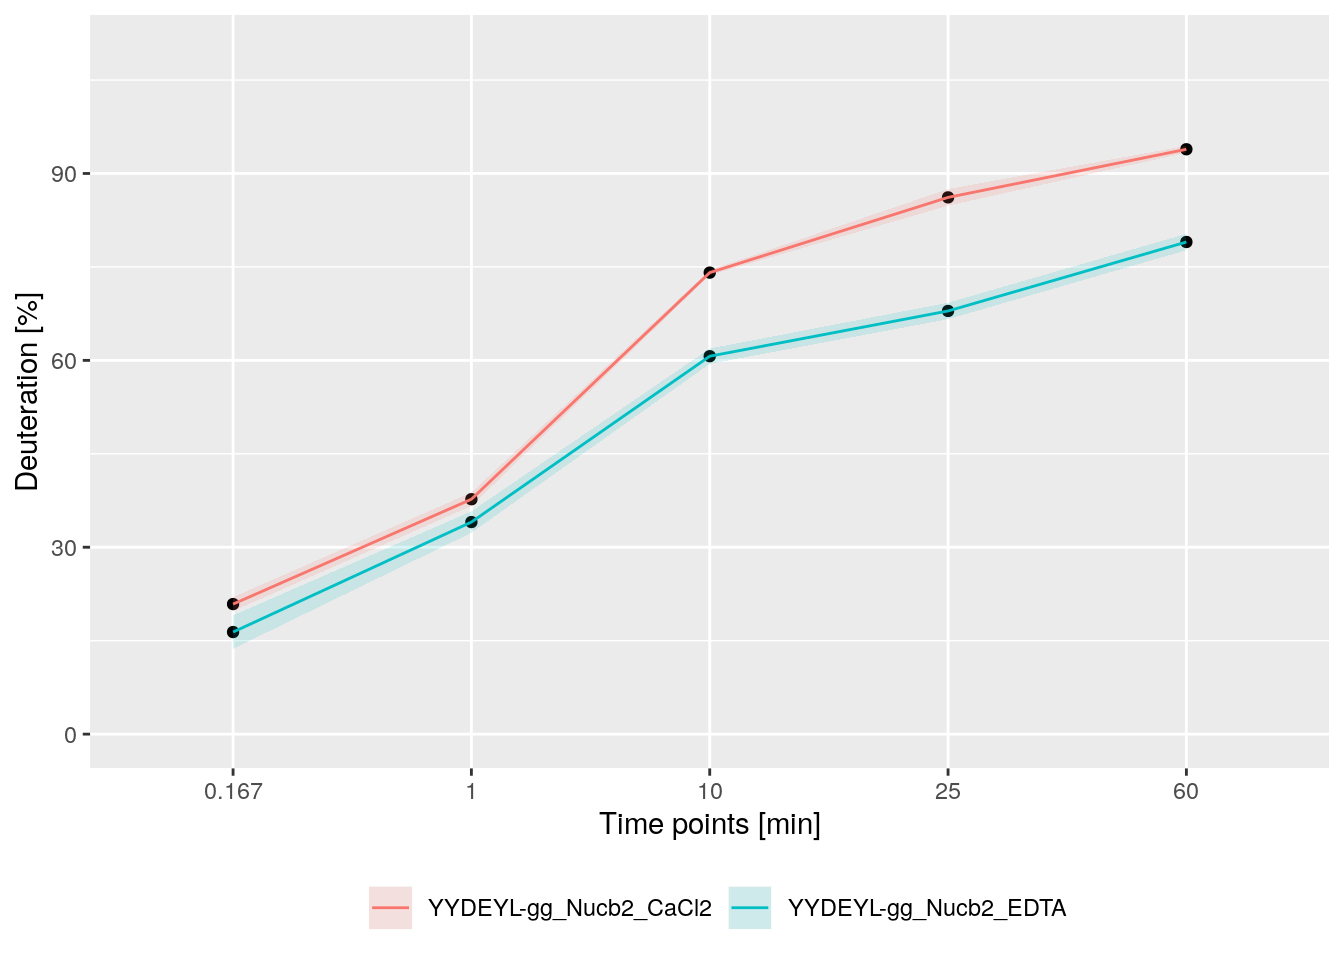 Deuteration [%]
90
60
30
0
0.167 1 10 25 60
Time points [min]
YYDEYL-gg_Nucb2_CaCl2 YYDEYL-gg_Nucb2_EDTA